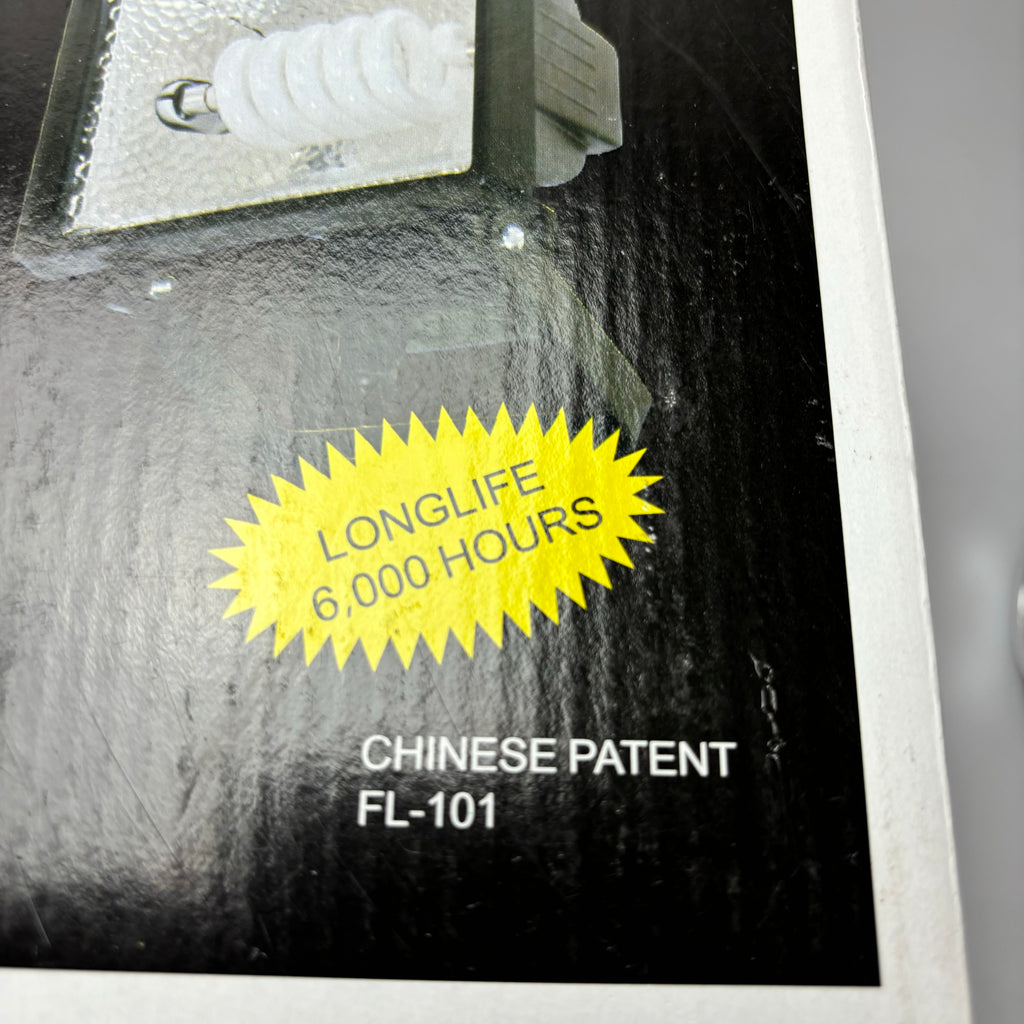 LONGLIFE
6,000 HOURS
CHINESE PATENT
FL-101